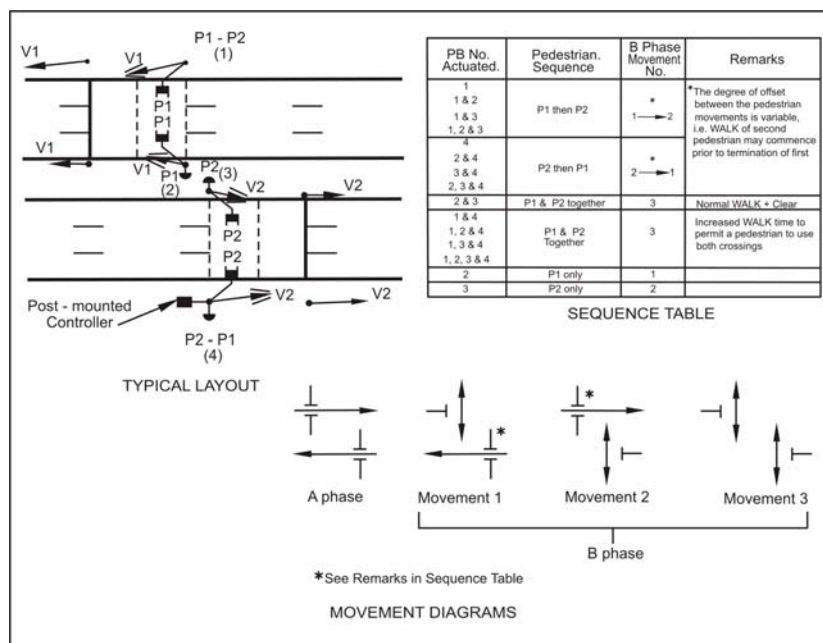 P1 - P2
(1)
V1
V1
P1
P1
V1
V1
P1
(2)
P2
(3)
V2
V2
P2
P2
V2
V2
Post - mounted
Controller
P2 - P1
(4)
TYPICAL LAYOUT
PB No.
Actuated.
Pedestrian.
Sequence
B Phase
Movement
No.
Remarks
1
1 & 2
1 & 3
1, 2 & 3
P1 then P2
*
1 → 2
*The degree of offset
between the pedestrian
movements is variable,
i.e. WALK of second
pedestrian may commence
prior to termination of first
4
2 & 4
3 & 4
2, 3 & 4
P2 then P1
*
2 → 1
2 & 3
P1 & P2 together
3
Normal WALK + Clear
1 & 4
1, 2 & 4
1, 3 & 4
1, 2, 3 & 4
P1 & P2
Together
3
Increased WALK time to
permit a pedestrian to use
both crossings
2
P1 only
1
3
P2 only
2
SEQUENCE TABLE
*
*
A phase
Movement 1
Movement 2
Movement 3
B phase
*See Remarks in Sequence Table
MOVEMENT DIAGRAMS